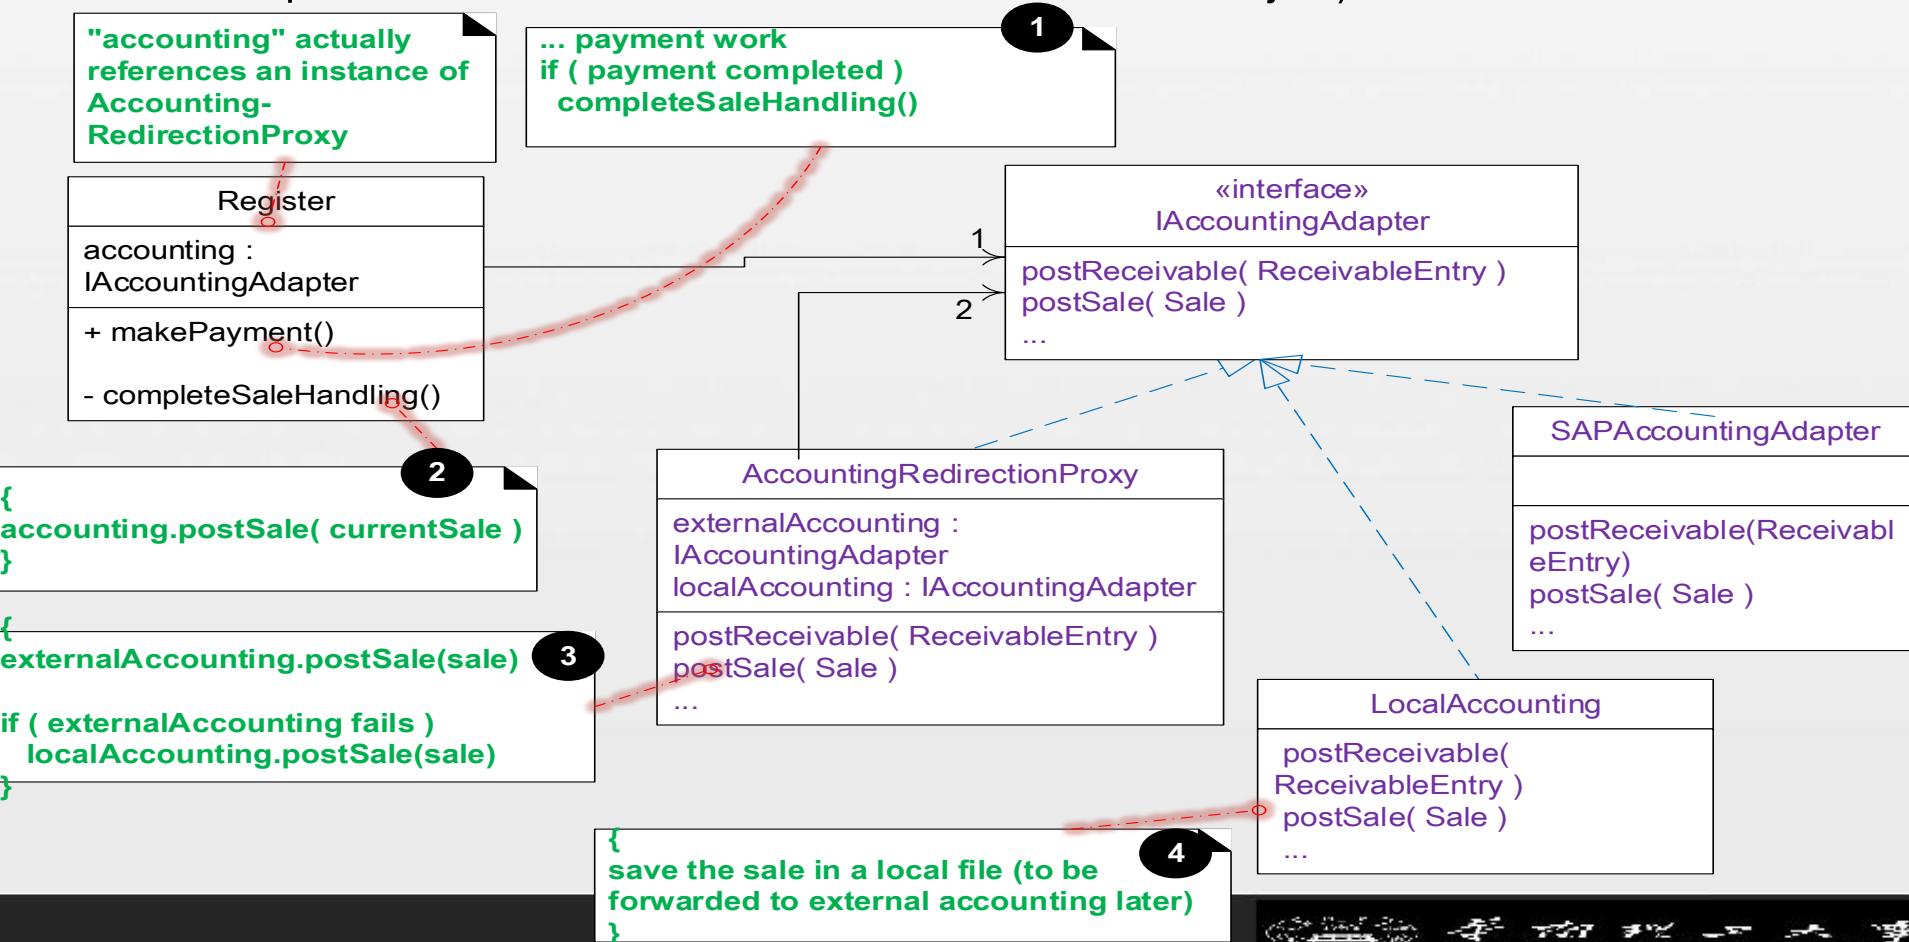 "accounting" actually
references an instance of
Accounting-
RedirectionProxy
1
... payment work
if ( payment completed )
completeSaleHandling()
Register
accounting :
IAccountingAdapter
+ makePayment()
- completeSaleHandling()
1
2
«interface»
IAccountingAdapter
postReceivable( ReceivableEntry )
postSale( Sale )
...
2
{
accounting.postSale( currentSale )
}
AccountingRedirectionProxy
externalAccounting :
IAccountingAdapter
localAccounting : IAccountingAdapter
postReceivable( ReceivableEntry )
postSale( Sale )
...
SAPAccountingAdapter
postReceivable(Receivabl
eEntry)
postSale( Sale )
...
3
{
externalAccounting.postSale(sale)
if ( externalAccounting fails )
localAccounting.postSale(sale)
}
LocalAccounting
postReceivable(
ReceivableEntry )
postSale( Sale )
...
4
{
save the sale in a local file (to be
forwarded to external accounting later)
}